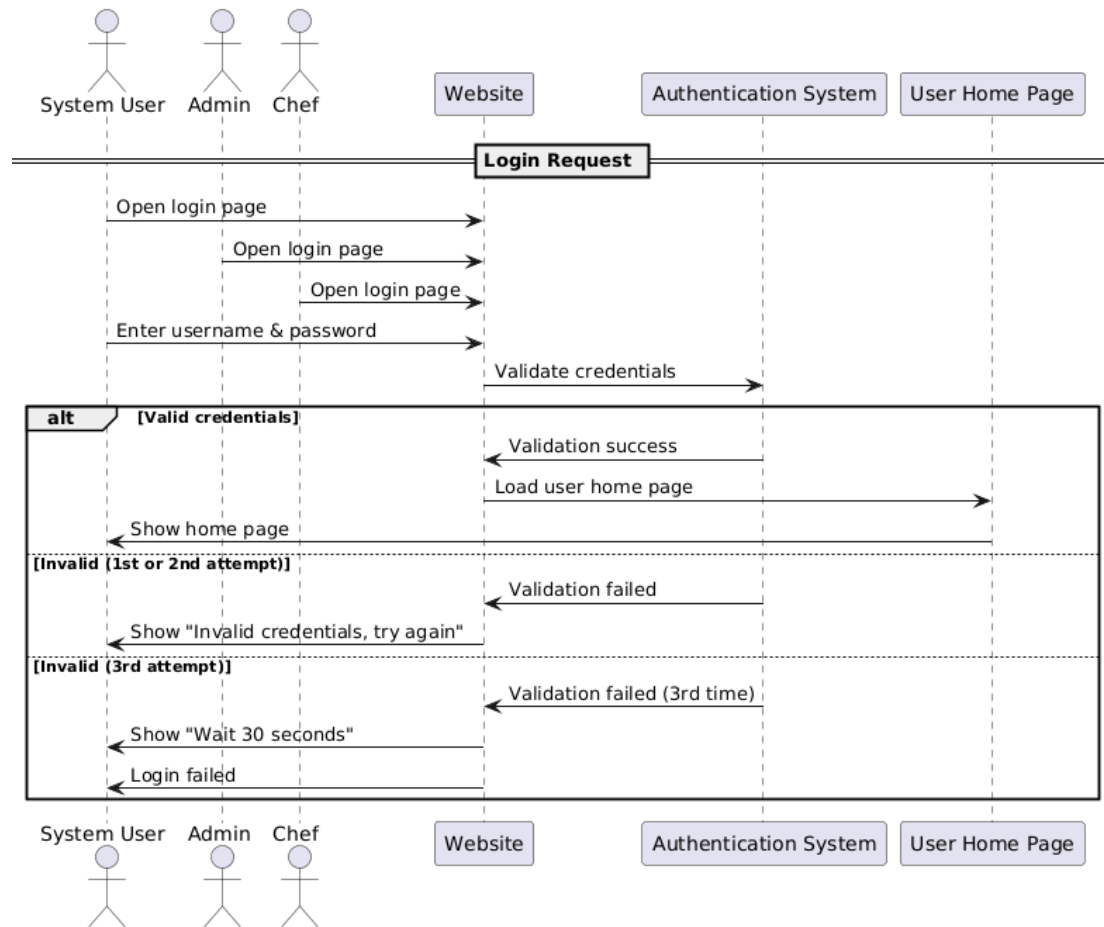 System User Admin Chef Website Authentication System User Home Page
Login Request
Open login page
Open login page
Open login page
Enter username & password
Validate credentials
alt [Valid credentials]
Validation success
Load user home page
Show home page
[Invalid (1st or 2nd attempt)]
Validation failed
Show "Invalid credentials, try again"
[Invalid (3rd attempt)]
Validation failed (3rd time)
Show "Wait 30 seconds"
Login failed
System User Admin Chef Website Authentication System User Home Page